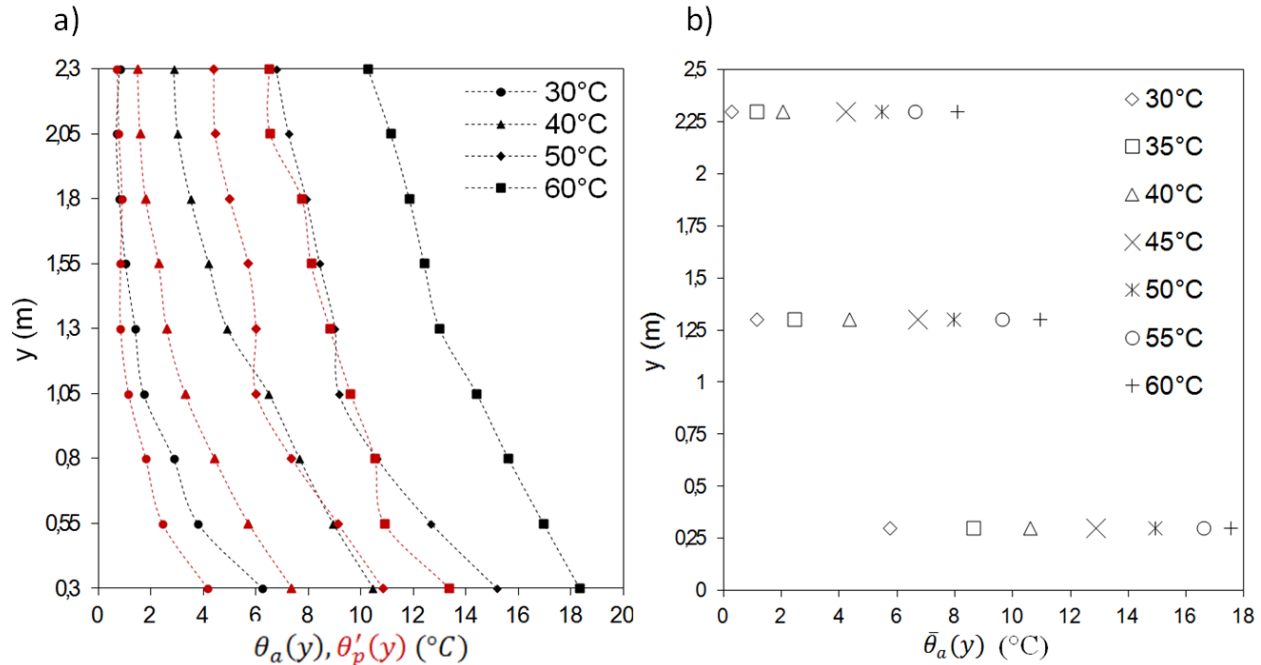 a)
2,3
2,05
1,8
1,55
1,3
1,05
0,8
0,55
0,3
y (m)
30°C
40°C
50°C
60°C
0 2 4 6 8 10 12 14 16 18 20
θₐ(y), θ′ₚ(y) (°C)
b)
2,5
2,25
2
1,75
1,5
1,25
1
0,75
0,5
0,25
0
y (m)
30°C
35°C
40°C
45°C
50°C
55°C
60°C
0 2 4 6 8 10 12 14 16 18
θ̄ₐ(y) (°C)